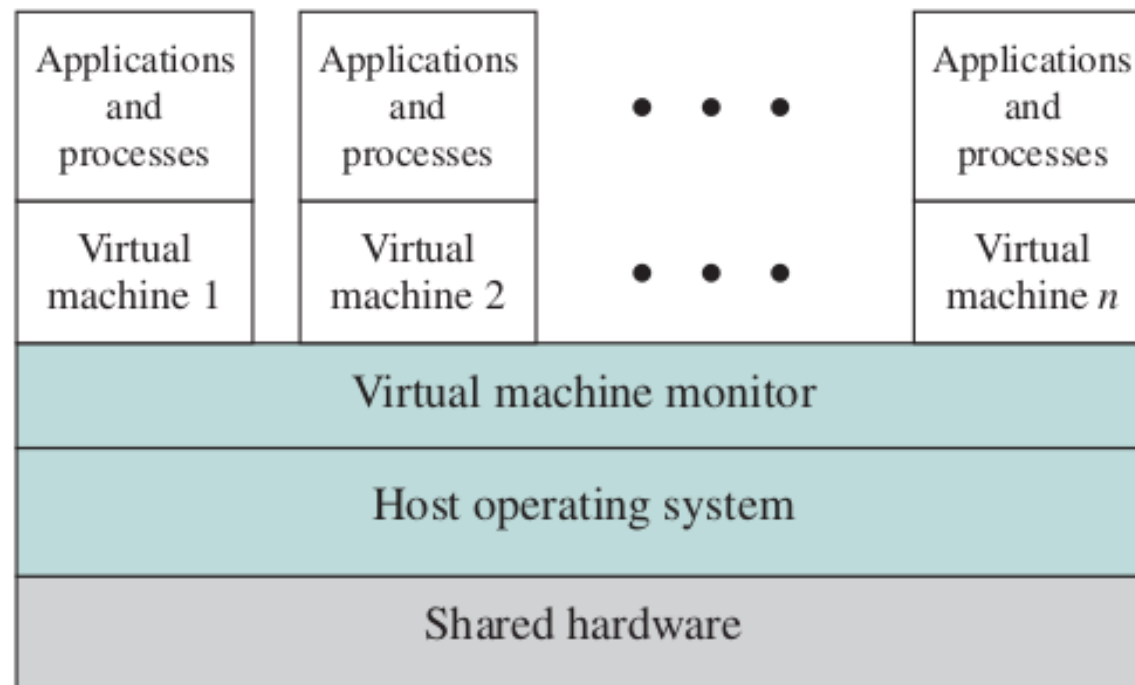 Applications
and
processes
Applications
and
processes
Applications
and
processes
Virtual
machine 1
Virtual
machine 2
Virtual
machine n
Virtual machine monitor
Host operating system
Shared hardware